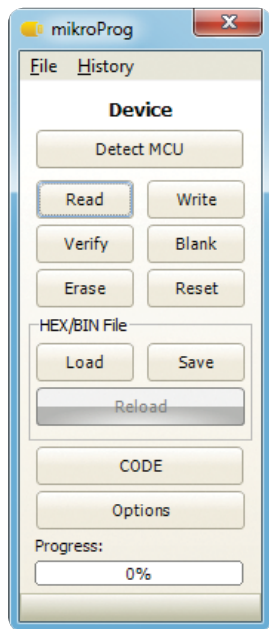 mikroProg
File History
Device
Detect MCU
Read Write
Verify Blank
Erase Reset
HEX/BIN File
Load Save
Reload
CODE
Options
Progress:
0%